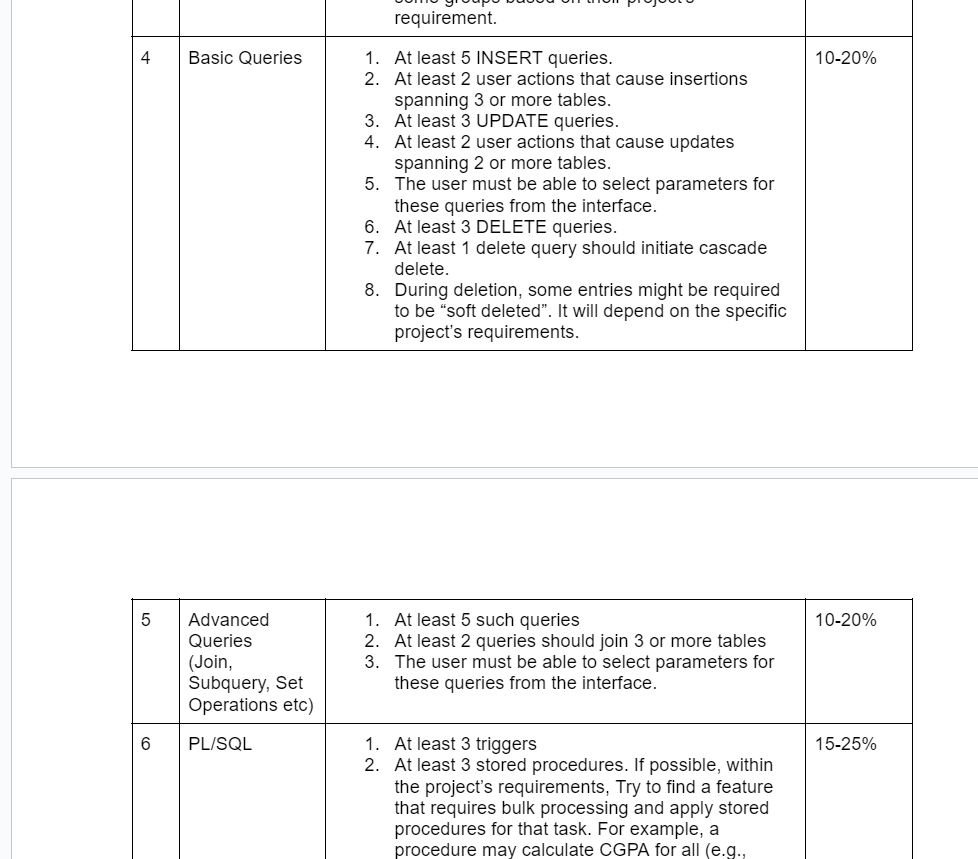 some groups based on their project's
requirement.
4 Basic Queries 1. At least 5 INSERT queries. 10-20%
2. At least 2 user actions that cause insertions
spanning 3 or more tables.
3. At least 3 UPDATE queries.
4. At least 2 user actions that cause updates
spanning 2 or more tables.
5. The user must be able to select parameters for
these queries from the interface.
6. At least 3 DELETE queries.
7. At least 1 delete query should initiate cascade
delete.
8. During deletion, some entries might be required
to be “soft deleted”. It will depend on the specific
project’s requirements.
5 Advanced 1. At least 5 such queries 10-20%
Queries 2. At least 2 queries should join 3 or more tables
(Join, 3. The user must be able to select parameters for
Subquery, Set these queries from the interface.
Operations etc)
6 PL/SQL 1. At least 3 triggers 15-25%
2. At least 3 stored procedures. If possible, within
the project’s requirements, Try to find a feature
that requires bulk processing and apply stored
procedures for that task. For example, a
procedure may calculate CGPA for all (e.g.,